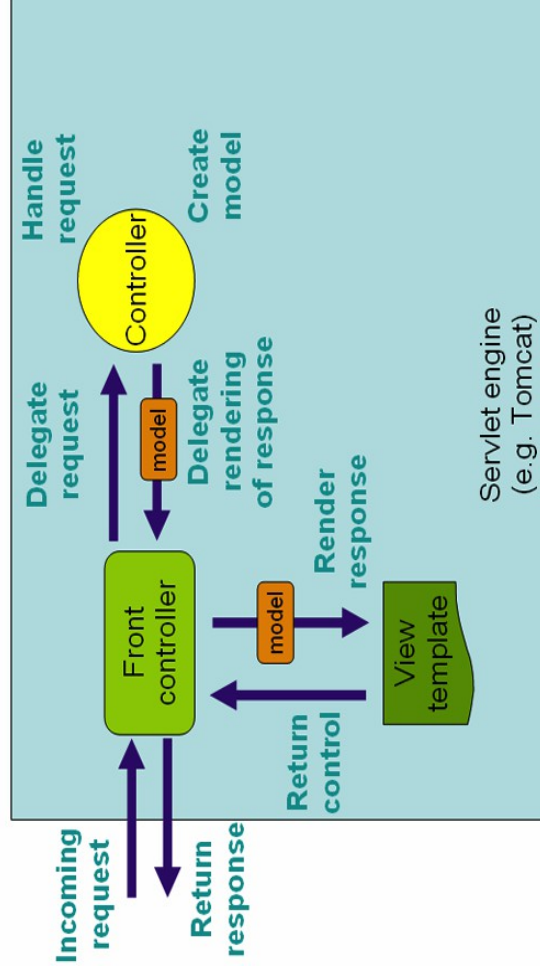 Incoming
request
Return
response
Front
controller
Delegate
request
Handle
request
Controller
Create
model
model
Delegate
rendering
of response
model
Render
response
Return
control
View
template
Servlet engine
(e.g. Tomcat)